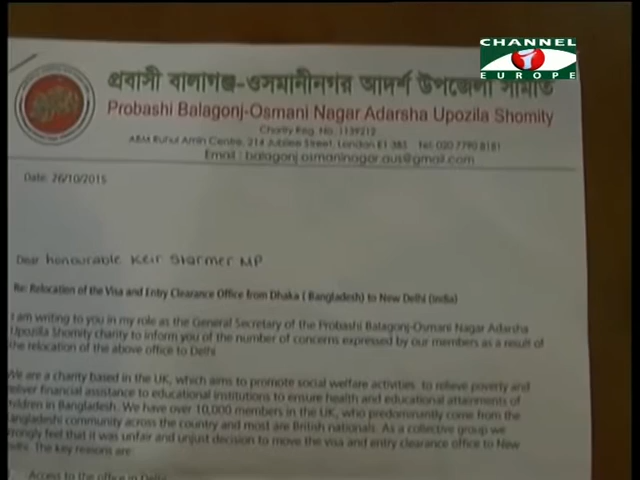 CHANNEL
i
EUROPE
প্রবাসী বালাগঞ্জ-ওসমানীনগর আদর্শ উপজেলা সমিতি
Probashi Balagonj-Osmani Nagar Adarsha Upozila Shomity
Charity Reg. No. 1139212
ABM Ruhul Amin Centre, 21# Jubilee Street, London E1 3BS Tel: 020 7790 8181
Email : balagonj.osmaninagar.aus@gmail.com
Date: 26/10/2015
Dear honourable Keir Starmer MP
Re: Relocation of the Visa and Entry Clearance Office from Dhaka ( Bangladesh) to New Delhi (India)
I am writing to you in my role as the General Secretary of the Probashi Balagonj-Osmani Nagar Adarsha
Upozila Shomity charity to inform you of the number of concerns expressed by our members as a result of
the relocation of the above office to Delhi
We are a charity based in the UK, which aims to promote social welfare activities to relieve poverty and
deliver financial assistance to educational institutions to ensure health and educational attainments of
children in Bangladesh. We have over 10,000 members in the UK, who predominantly come from the
Bangladeshi community across the country and most are British nationals. As a collective group we
strongly feel that it was unfair and unjust decision to move the visa and entry clearance office to New
Delhi. The key reasons are
Access to the office in Delhi